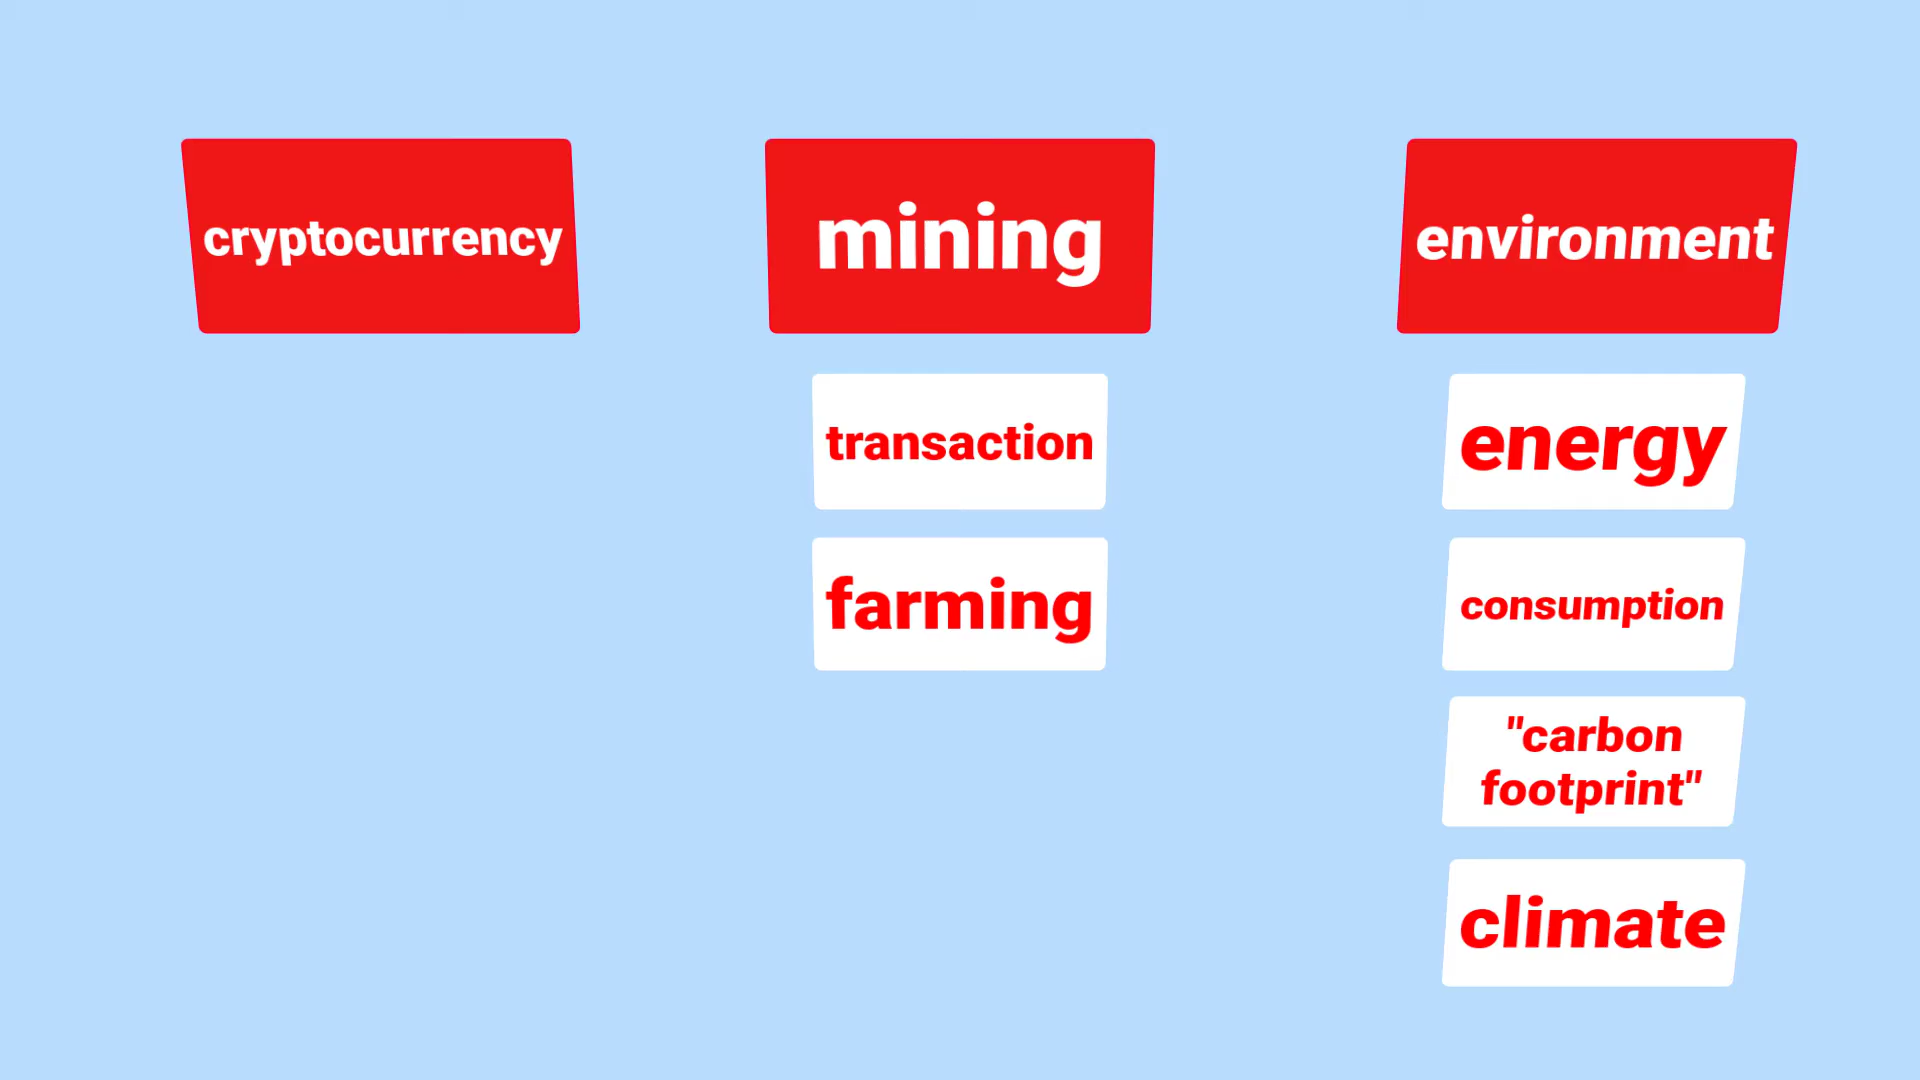 cryptocurrency
mining
environment
transaction
farming
energy
consumption
"carbon
footprint"
climate